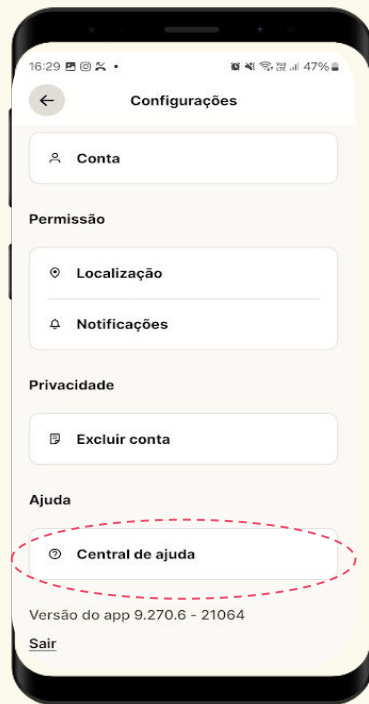 16:29 47%
Configurações
Conta
Permissão
Localização
Notificações
Privacidade
Excluir conta
Ajuda
Central de ajuda
Versão do app 9.270.6 - 21064
Sair